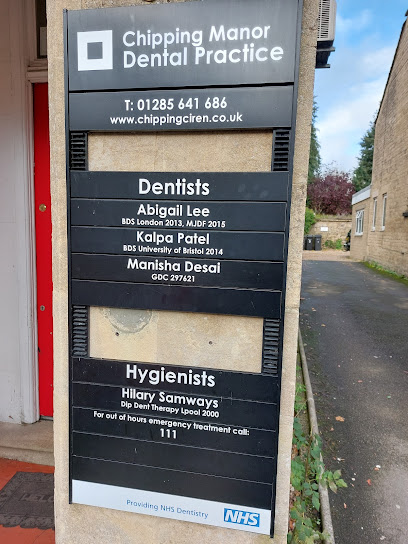 Chipping Manor
Dental Practice
T: 01285 641 686
www.chippingciren.co.uk
Dentists
Abigail Lee
BDS London 2013, MJDF 2015
Kalpa Patel
BDS University of Bristol 2014
Manisha Desai
GDC 297621
Hygienists
Hilary Samways
Dip Dent Therapy Lpool 2000
For out of hours emergency treatment call:
111
Providing NHS Dentistry NHS